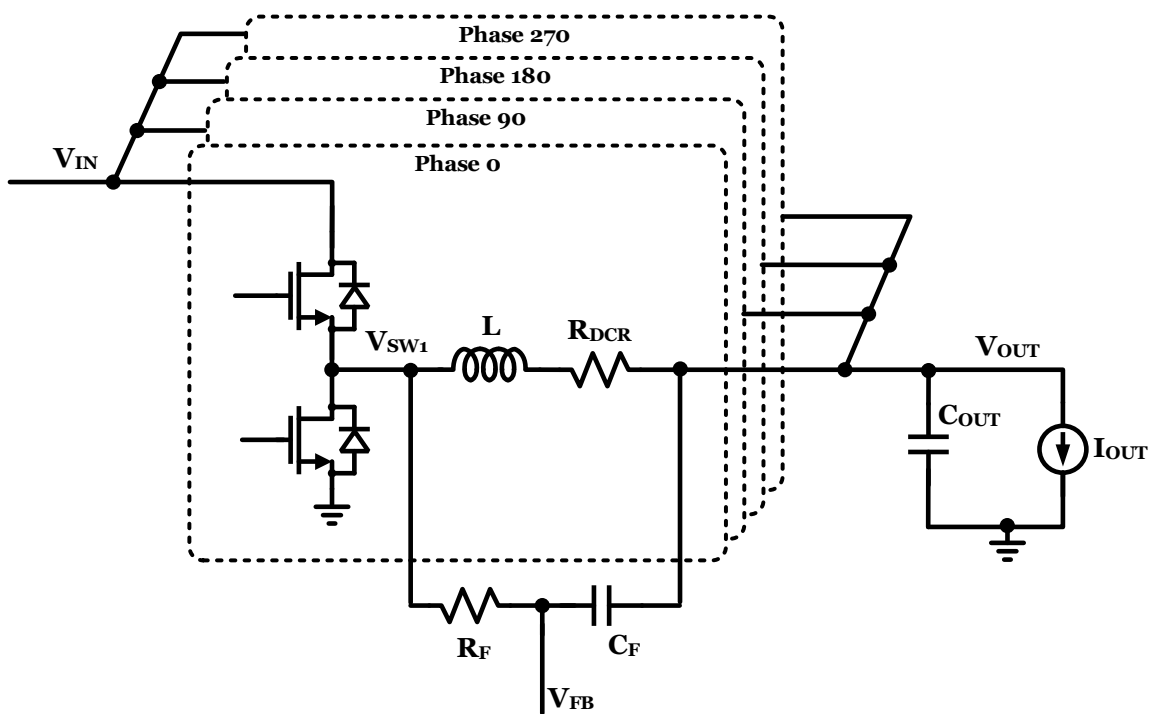 Phase 270
Phase 180
Phase 90
Phase 0
VIN
VSW1
L
RDCR
VOUT
COUT
IOUT
RF
CF
VFB